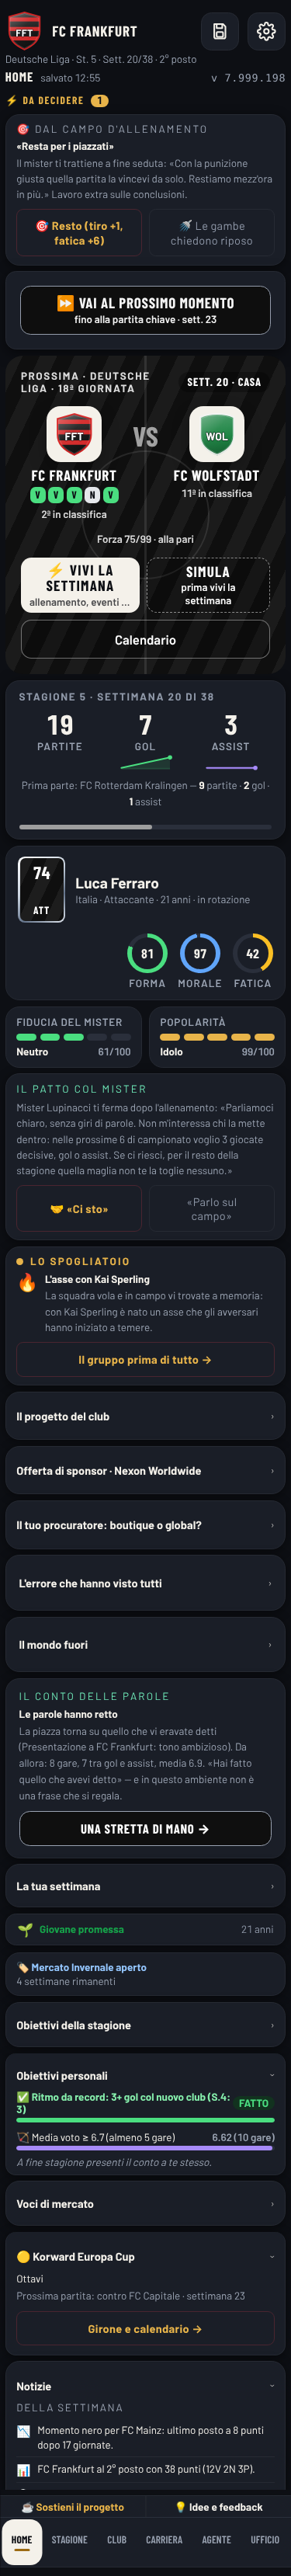 FFT
FC FRANKFURT
Deutsche Liga · St. 5 · Sett. 20/38 · 2° posto
HOME salvato 12:55 v 7.999.198
⚡ DA DECIDERE 1
🎯 DAL CAMPO D'ALLENAMENTO
«Resta per i piazzati»
Il mister ti trattiene a fine seduta: «Con la punizione
giusta quella partita la vincevi da solo. Restiamo mezz'ora
in più.» Lavoro extra sulle conclusioni.
🎯 Resto (tiro +1,
fatica +6)
🚿 Le gambe
chiedono riposo
⏩ VAI AL PROSSIMO MOMENTO
fino alla partita chiave · sett. 23
PROSSIMA · DEUTSCHE
LIGA · 18ª GIORNATA
SETT. 20 · CASA
FFT
VS
WOL
FC FRANKFURT
V V V N V
2ª in classifica
FC WOLFSTADT
11ª in classifica
Forza 75/99 · alla pari
⚡ VIVI LA
SETTIMANA
allenamento, eventi ...
SIMULA
prima vivi la
settimana
Calendario
STAGIONE 5 · SETTIMANA 20 DI 38
19
PARTITE
7
GOL
3
ASSIST
Prima parte: FC Rotterdam Kralingen — 9 partite · 2 gol ·
1 assist
74
ATT
Luca Ferraro
Italia · Attaccante · 21 anni · in rotazione
81
FORMA
97
MORALE
42
FATICA
FIDUCIA DEL MISTER
Neutro 61/100
POPOLARITÀ
Idolo 99/100
IL PATTO COL MISTER
Mister Lupinacci ti ferma dopo l'allenamento: «Parliamoci
chiaro, senza giri di parole. Non m'interessa chi la mette
dentro: nelle prossime 6 di campionato voglio 3 giocate
decisive, gol o assist. Se ci riesci, per il resto della
stagione quella maglia non te la toglie nessuno.»
🤝 «Ci sto»
«Parlo sul
campo»
LO SPOGLIATOIO
🔥 L'asse con Kai Sperling
La squadra vola e in campo vi trovate a memoria:
con Kai Sperling è nato un asse che gli avversari
hanno iniziato a temere.
Il gruppo prima di tutto →
Il progetto del club ›
Offerta di sponsor · Nexon Worldwide ›
Il tuo procuratore: boutique o global? ›
L'errore che hanno visto tutti ›
Il mondo fuori ›
IL CONTO DELLE PAROLE
Le parole hanno retto
La piazza torna su quello che vi eravate detti
(Presentazione a FC Frankfurt: tono ambizioso). Da
allora: 8 gare, 7 tra gol e assist, media 6.9. «Hai fatto
quello che avevi detto» — e in questo ambiente non è
una frase che si regala.
UNA STRETTA DI MANO →
La tua settimana ›
🌱 Giovane promessa 21 anni
🏷️ Mercato Invernale aperto
4 settimane rimanenti
Obiettivi della stagione ›
Obiettivi personali
✅ Ritmo da record: 3+ gol col nuovo club (S.4:
3)
FATTO
🏹 Media voto ≥ 6.7 (almeno 5 gare) 6.62 (10 gare)
A fine stagione presenti il conto a te stesso.
Voci di mercato ›
🟡 Korward Europa Cup
Ottavi
Prossima partita: contro FC Capitale · settimana 23
Girone e calendario →
Notizie
DELLA SETTIMANA
📉 Momento nero per FC Mainz: ultimo posto a 8 punti
dopo 17 giornate.
📊 FC Frankfurt al 2° posto con 38 punti (12V 2N 3P).
☕ Sostieni il progetto
💡 Idee e feedback
HOME STAGIONE CLUB CARRIERA AGENTE UFFICIO